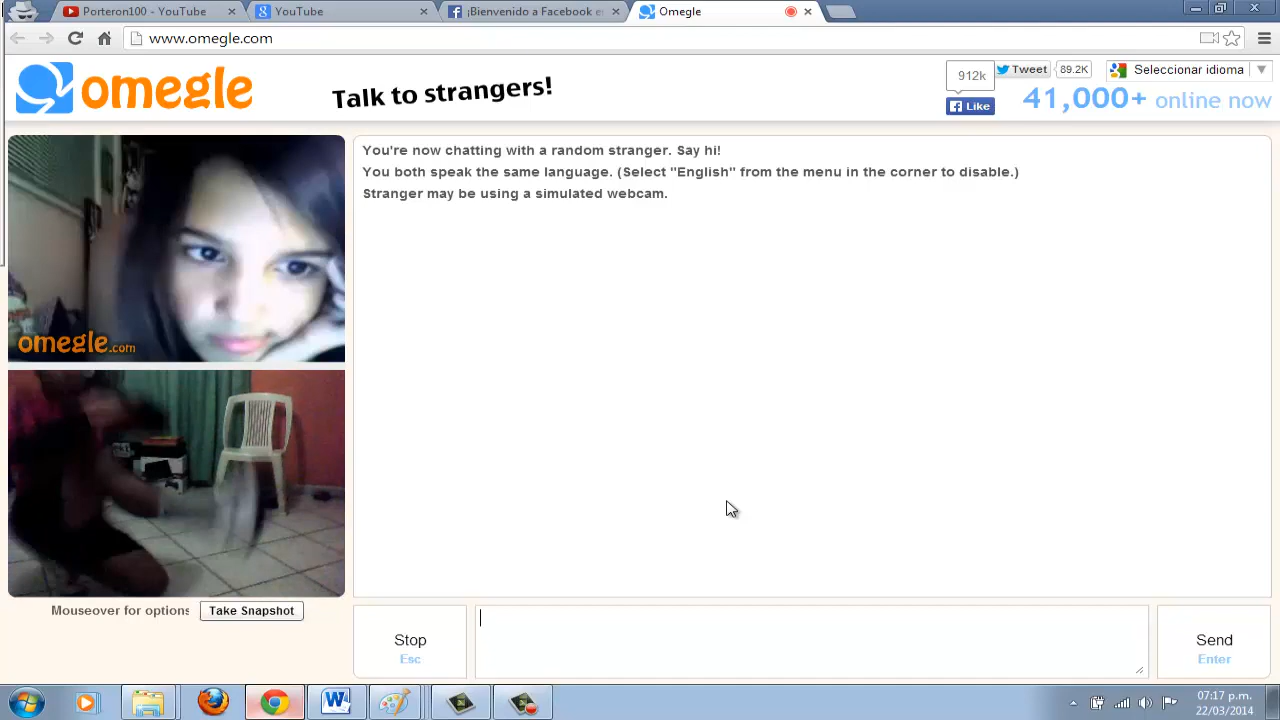 Porteron100 - YouTube
YouTube
¡Bienvenido a Facebook e
Omegle
www.omegle.com
omegle
Talk to strangers!
912k
Like
Tweet
89.2K
Seleccionar idioma
41,000+ online now
You're now chatting with a random stranger. Say hi!
You both speak the same language. (Select "English" from the menu in the corner to disable.)
Stranger may be using a simulated webcam.
omegle.com
Mouseover for options
Take Snapshot
Stop
Esc
Send
Enter
07:17 p.m.
22/03/2014